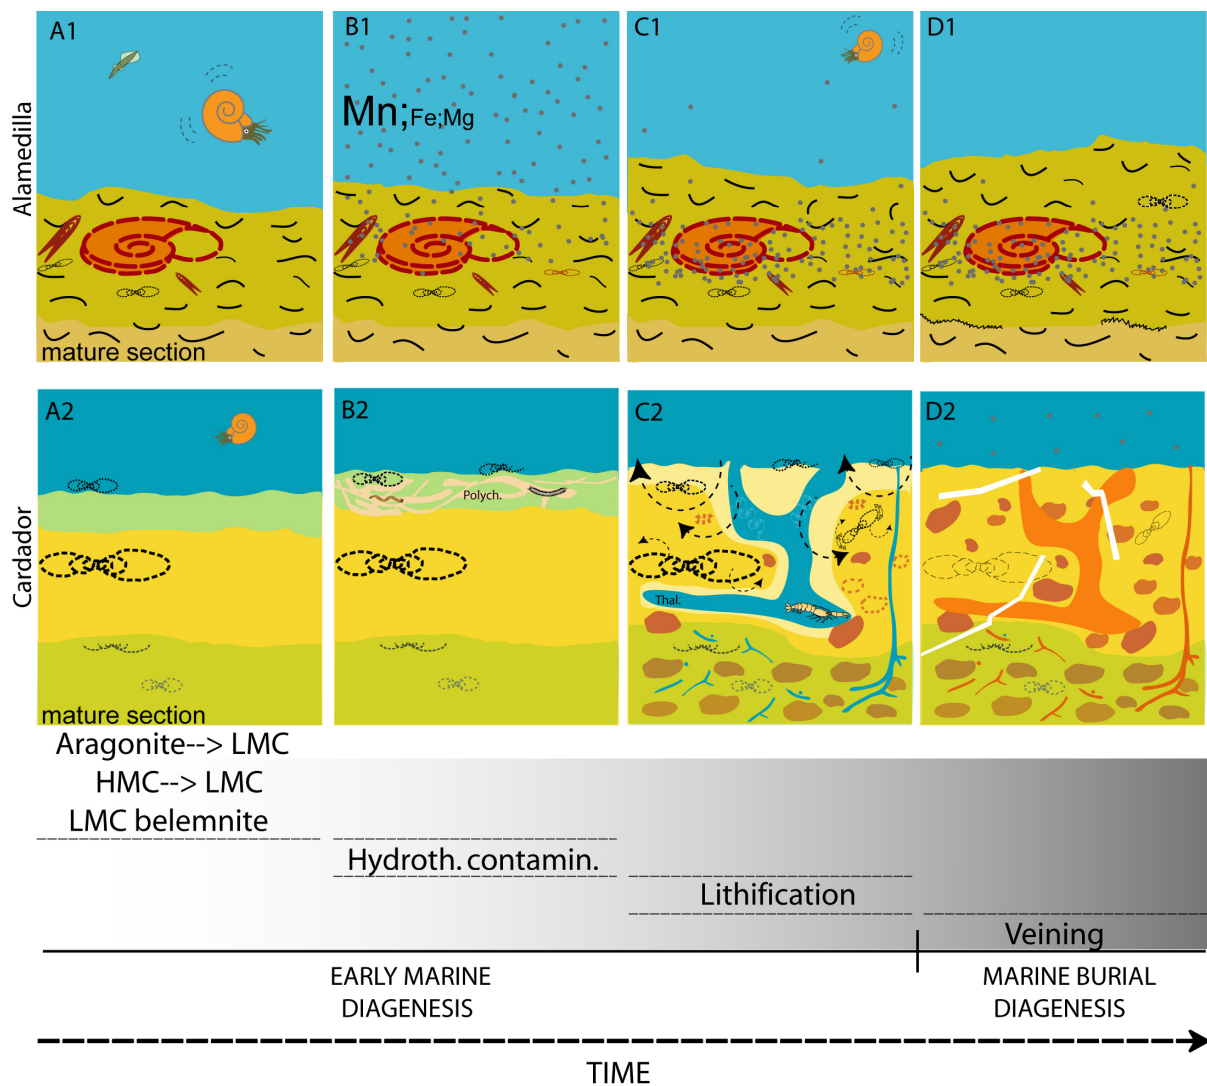 Alamedilla
A1
B1
C1
D1
Mn;Fe;Mg
mature section
Cardador
A2
B2
C2
D2
Polych.
Thal.
mature section
Aragonite--> LMC
HMC--> LMC
LMC belemnite
Hydroth. contamin.
Lithification
Veining
EARLY MARINE
DIAGENESIS
MARINE BURIAL
DIAGENESIS
TIME